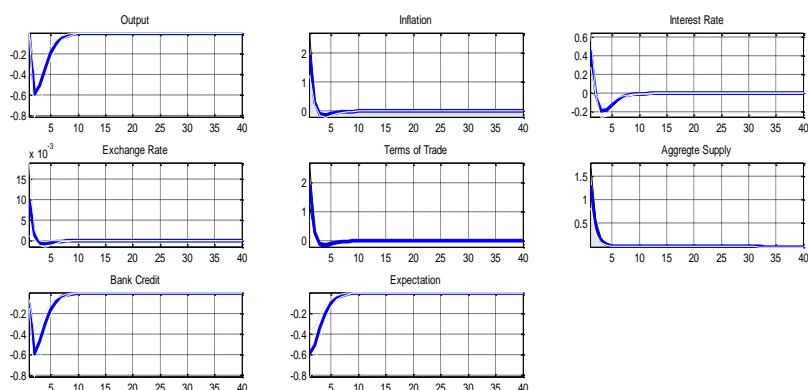 Output
Inflation
Interest Rate
-0.2
-0.4
-0.6
-0.8
5 10 15 20 25 30 35 40
2
1
0
5 10 15 20 25 30 35 40
0.6
0.4
0.2
0
-0.2
5 10 15 20 25 30 35 40
Exchange Rate
Terms of Trade
Aggregte Supply
x 10⁻³
15
10
5
0
5 10 15 20 25 30 35 40
2
1
0
5 10 15 20 25 30 35 40
1.5
1
0.5
5 10 15 20 25 30 35 40
Bank Credit
Expectation
-0.2
-0.4
-0.6
-0.8
5 10 15 20 25 30 35 40
-0.2
-0.4
-0.6
-0.8
5 10 15 20 25 30 35 40